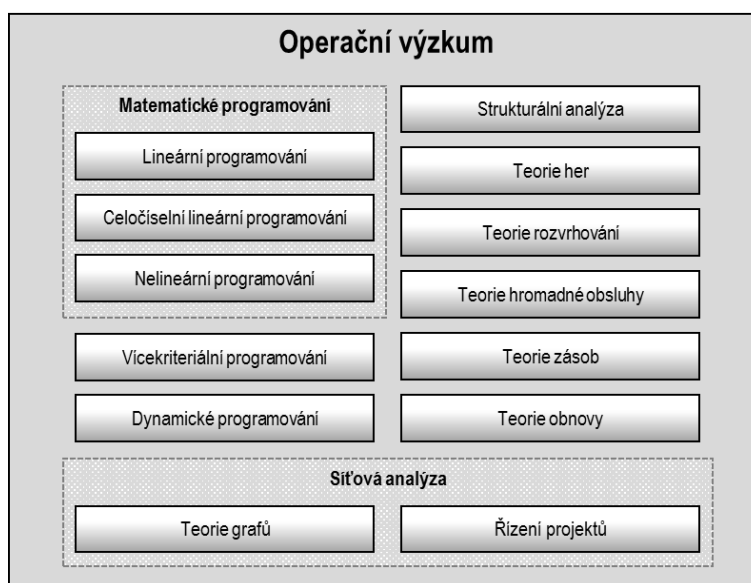 Operační výzkum
Matematické programování
Lineární programování
Celočiselní lineární programování
Nelineární programování
Vícekriteriální programování
Dynamické programování
Strukturální analýza
Teorie her
Teorie rozvrhování
Teorie hromadné obsluhy
Teorie zásob
Teorie obnovy
Síťová analýza
Teorie grafů
Řízení projektů